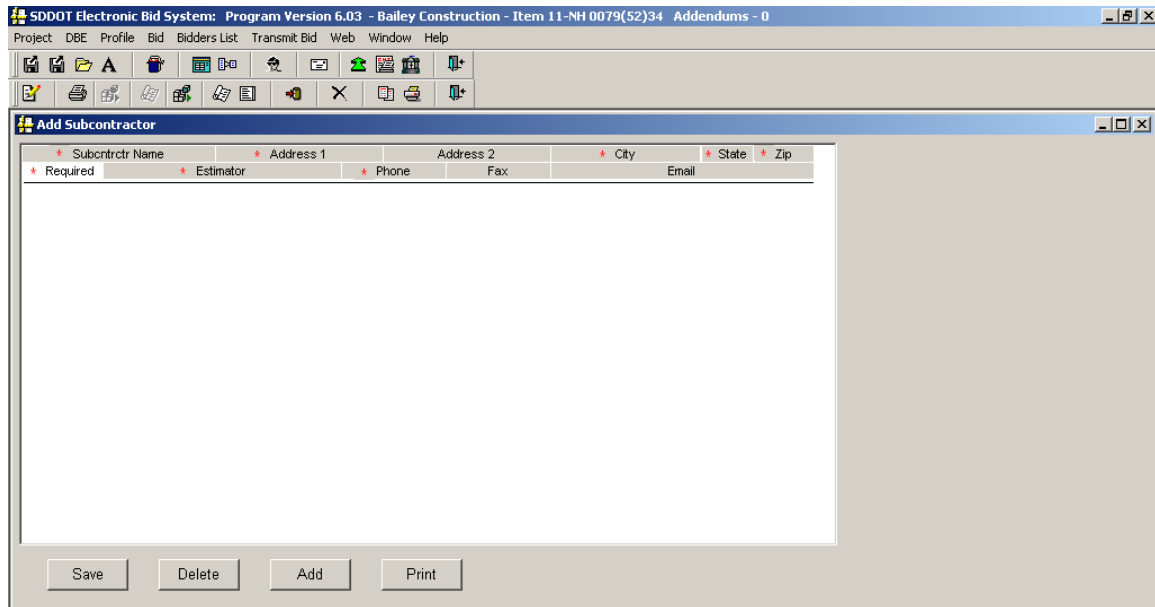 SDDOT Electronic Bid System: Program Version 6.03 - Bailey Construction - Item 11-NH 0079(52)34 Addendums - 0
Project DBE Profile Bid Bidders List Transmit Bid Web Window Help
A
Add Subcontractor
* Subcntrctr Name * Address 1 Address 2 * City * State * Zip
* Required * Estimator * Phone Fax Email
Save Delete Add Print